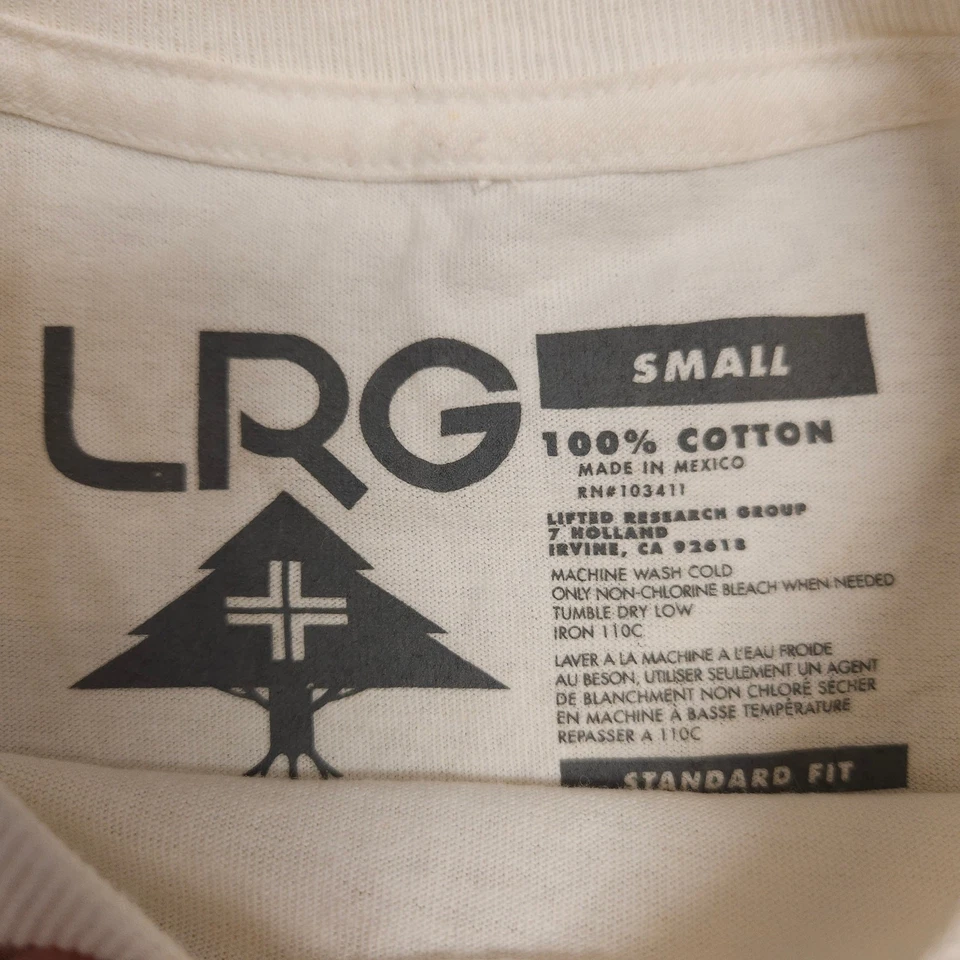 LRG
SMALL
100% COTTON
MADE IN MEXICO
RN#103411
LIFTED RESEARCH GROUP
7 HOLLAND
IRVINE, CA 92618
MACHINE WASH COLD
ONLY NON-CHLORINE BLEACH WHEN NEEDED
TUMBLE DRY LOW
IRON 110C
LAVER A LA MACHINE A L'EAU FROIDE
AU BESON, UTILISER SEULEMENT UN AGENT
DE BLANCHMENT NON CHLORÉ SÉCHER
EN MACHINE À BASSE TEMPÉRATURE
REPASSER A 110C
STANDARD FIT